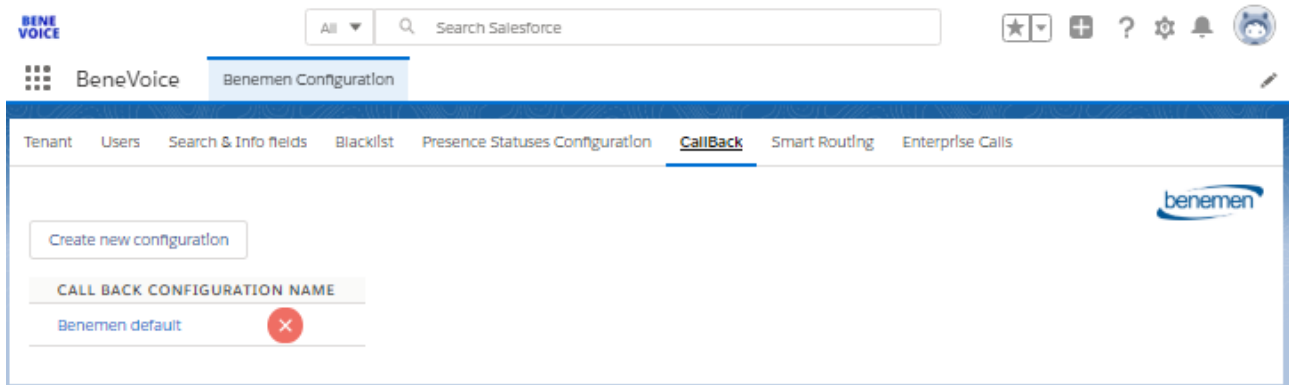 BENE
VOICE
All
Search Salesforce
BeneVoice
Benemen Configuration
Tenant Users Search & Info fields Blacklist Presence Statuses Configuration CallBack Smart Routing Enterprise Calls
benemen
Create new configuration
CALL BACK CONFIGURATION NAME
Benemen default